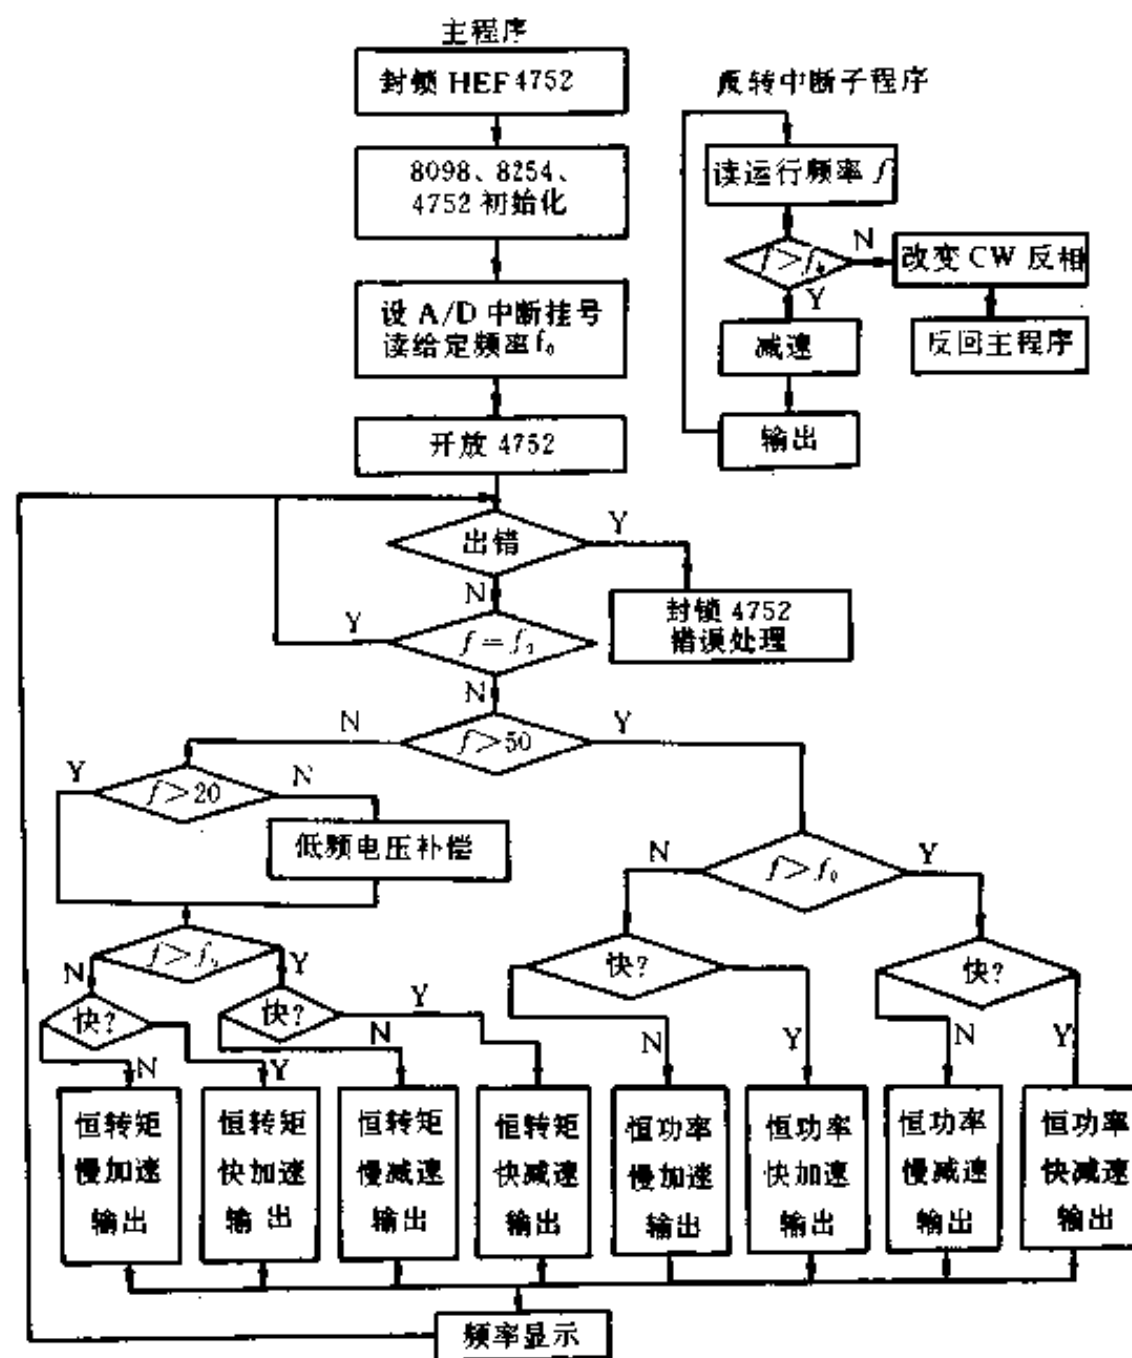 主程序
封锁 HEF 4752
8098、8254、
4752 初始化
设 A/D 中断挂号
读给定频率 f₀
开放 4752
出错
Y
N
封锁 4752
错误处理
Y
f=f₀
N
N
f>50
Y
Y
f>20
N
低频电压补偿
N
f>f₀
Y
N
f>f₀
Y
快?
快?
Y
N
快?
快?
N
Y
N
Y
N
Y
恒转矩
慢加速
输出
恒转矩
快加速
输 出
恒转矩
慢减速
输出
恒转矩
快减速
输出
恒功率
慢加速
输出
恒功率
快加速
输出
恒功率
慢减速
输出
恒功率
快减速
输出
频率显示
反转中断子程序
读运行频率 f
f>f
N
Y
改变 CW 反相
反回主程序
减速
输出